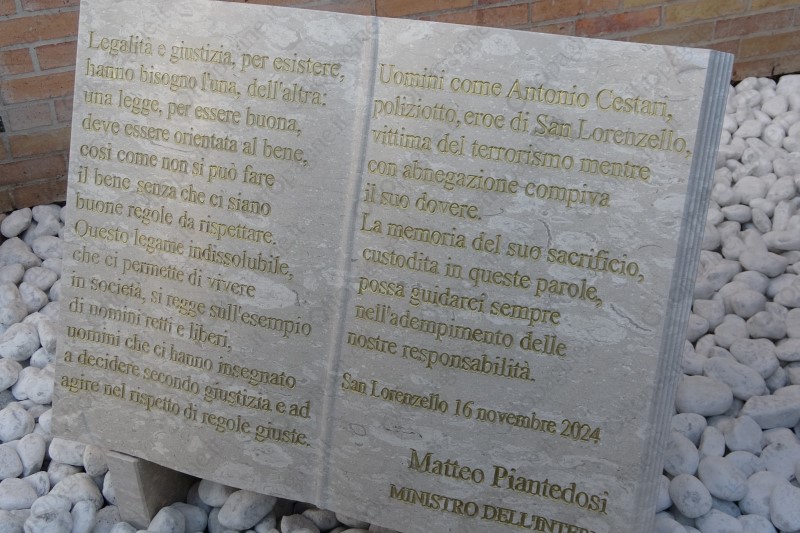 Legalità e giustizia, per esistere,
hanno bisogno l'una, dell'altra:
una legge, per essere buona,
deve essere orientata al bene,
così come non si può fare
il bene senza che ci siano
buone regole da rispettare.
Questo legame indissolubile,
che ci permette di vivere
in società, si regge sull'esempio
di uomini retti e liberi,
uomini che ci hanno insegnato
a decidere secondo giustizia e ad
agire nel rispetto di regole giuste.
Uomini come Antonio Cestari,
poliziotto, eroe di San Lorenzello,
vittima del terrorismo mentre
con abnegazione compiva
il suo dovere.
La memoria del suo sacrificio,
custodita in queste parole,
possa guidarci sempre
nell'adempimento delle
nostre responsabilità.
San Lorenzello 16 novembre 2024
Matteo Piantedosi
MINISTRO DELL'INTER